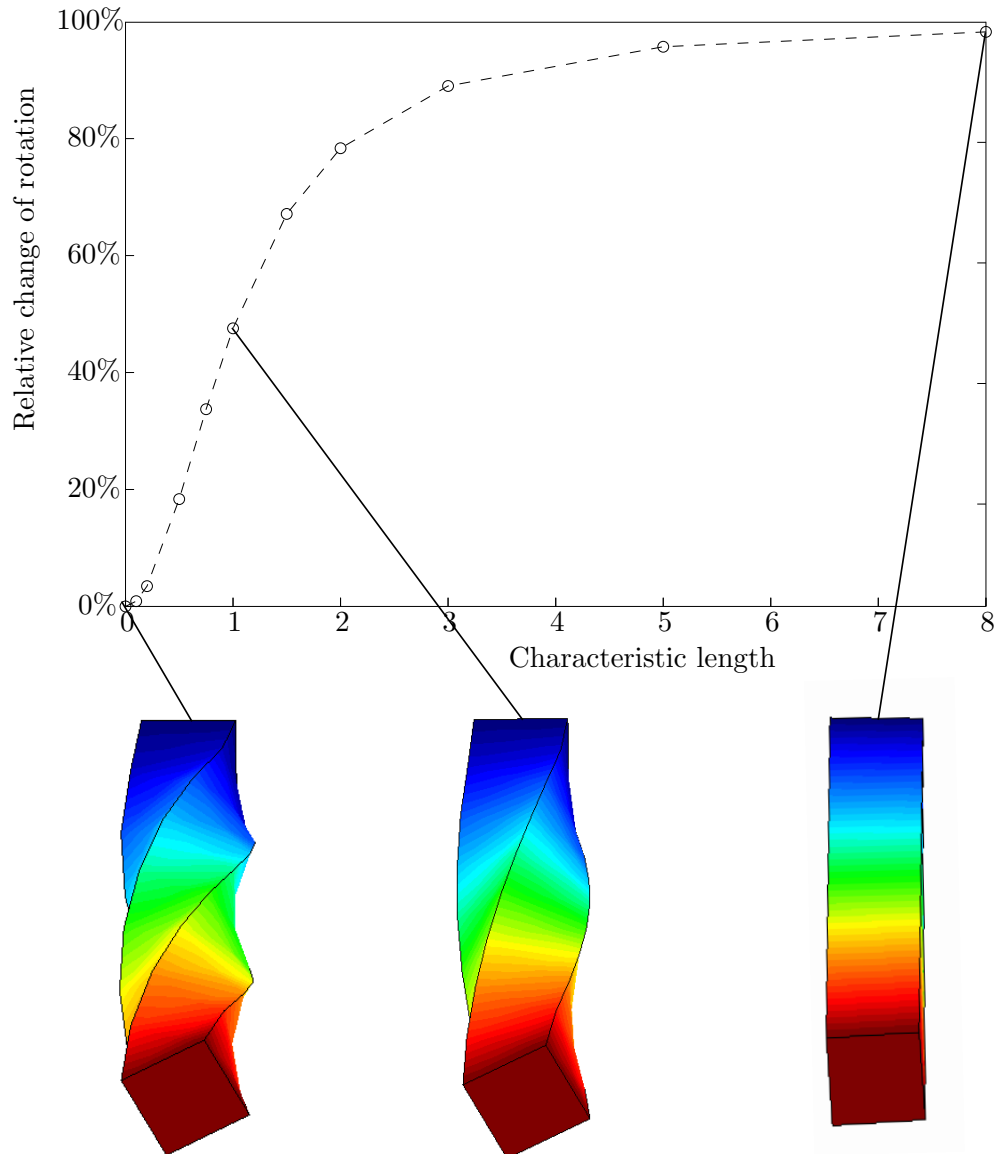 100%
80%
60%
40%
20%
0%
Relative change of rotation
0 1 2 3 4 5 6 7 8
Characteristic length